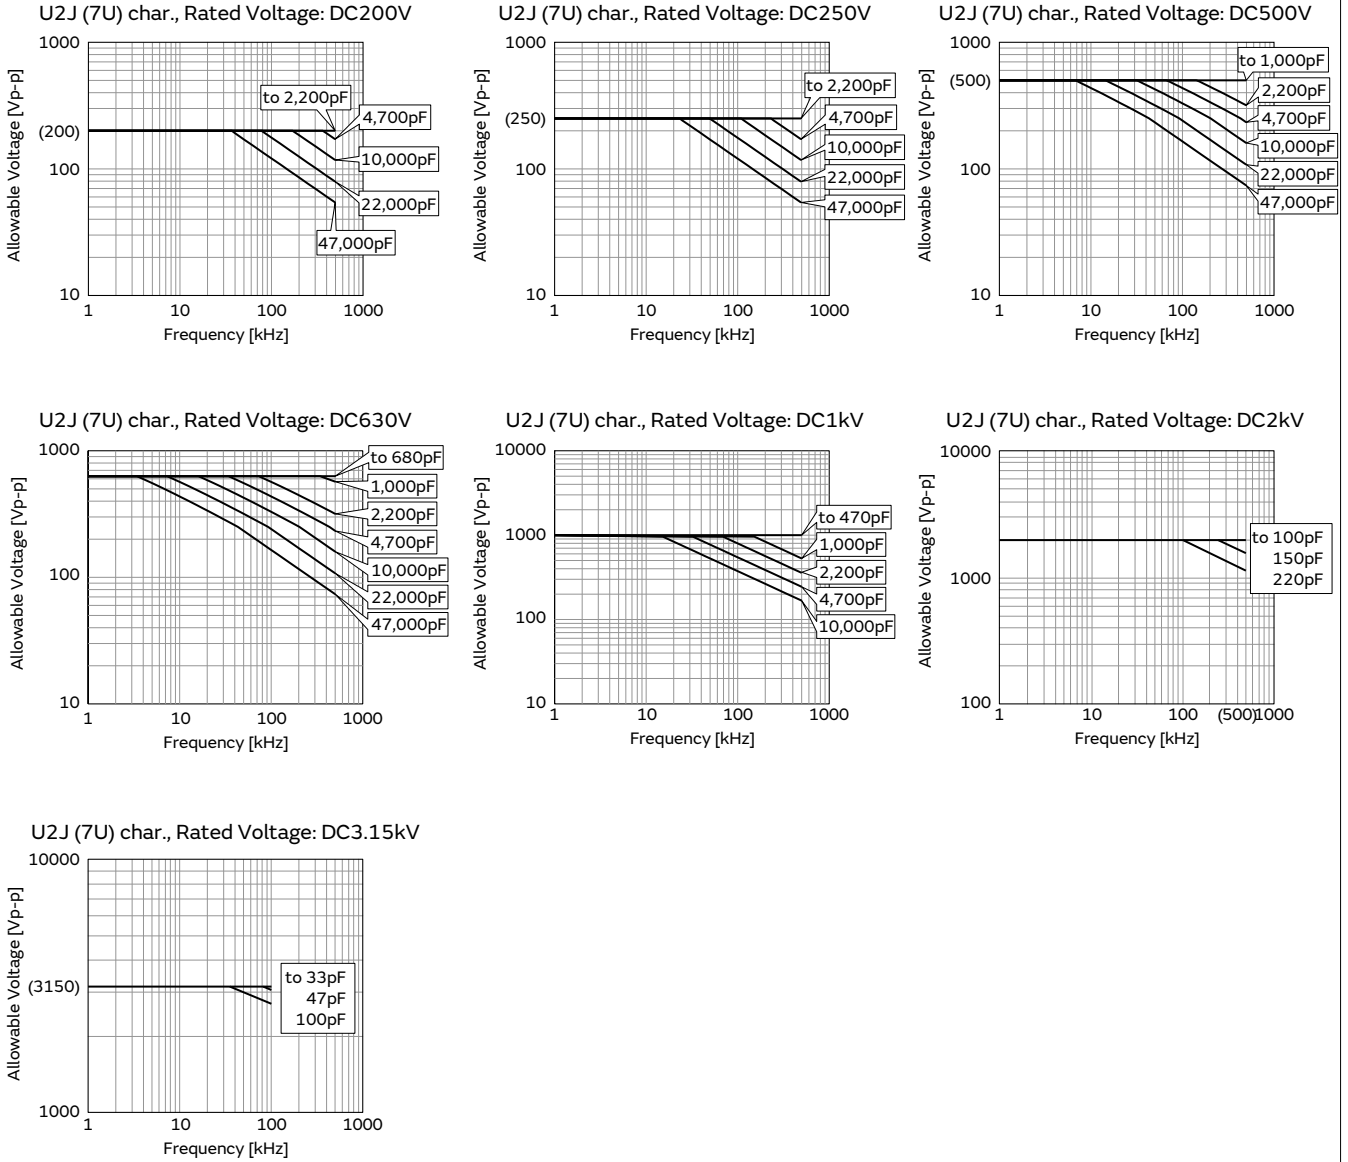 U2J (7U) char., Rated Voltage: DC200V
Allowable Voltage [Vp-p]
1000
(200)
100
10
to 2,200pF
4,700pF
10,000pF
22,000pF
47,000pF
1 10 100 1000
Frequency [kHz]
U2J (7U) char., Rated Voltage: DC250V
Allowable Voltage [Vp-p]
1000
(250)
100
10
to 2,200pF
4,700pF
10,000pF
22,000pF
47,000pF
1 10 100 1000
Frequency [kHz]
U2J (7U) char., Rated Voltage: DC500V
Allowable Voltage [Vp-p]
1000
(500)
100
10
to 1,000pF
2,200pF
4,700pF
10,000pF
22,000pF
47,000pF
1 10 100 1000
Frequency [kHz]
U2J (7U) char., Rated Voltage: DC630V
Allowable Voltage [Vp-p]
1000
100
10
to 680pF
1,000pF
2,200pF
4,700pF
10,000pF
22,000pF
47,000pF
1 10 100 1000
Frequency [kHz]
U2J (7U) char., Rated Voltage: DC1kV
Allowable Voltage [Vp-p]
10000
1000
100
10
to 470pF
1,000pF
2,200pF
4,700pF
10,000pF
1 10 100 1000
Frequency [kHz]
U2J (7U) char., Rated Voltage: DC2kV
Allowable Voltage [Vp-p]
10000
1000
100
to 100pF
150pF
220pF
1 10 100 (500) 1000
Frequency [kHz]
U2J (7U) char., Rated Voltage: DC3.15kV
Allowable Voltage [Vp-p]
10000
(3150)
1000
to 33pF
47pF
100pF
1 10 100 1000
Frequency [kHz]